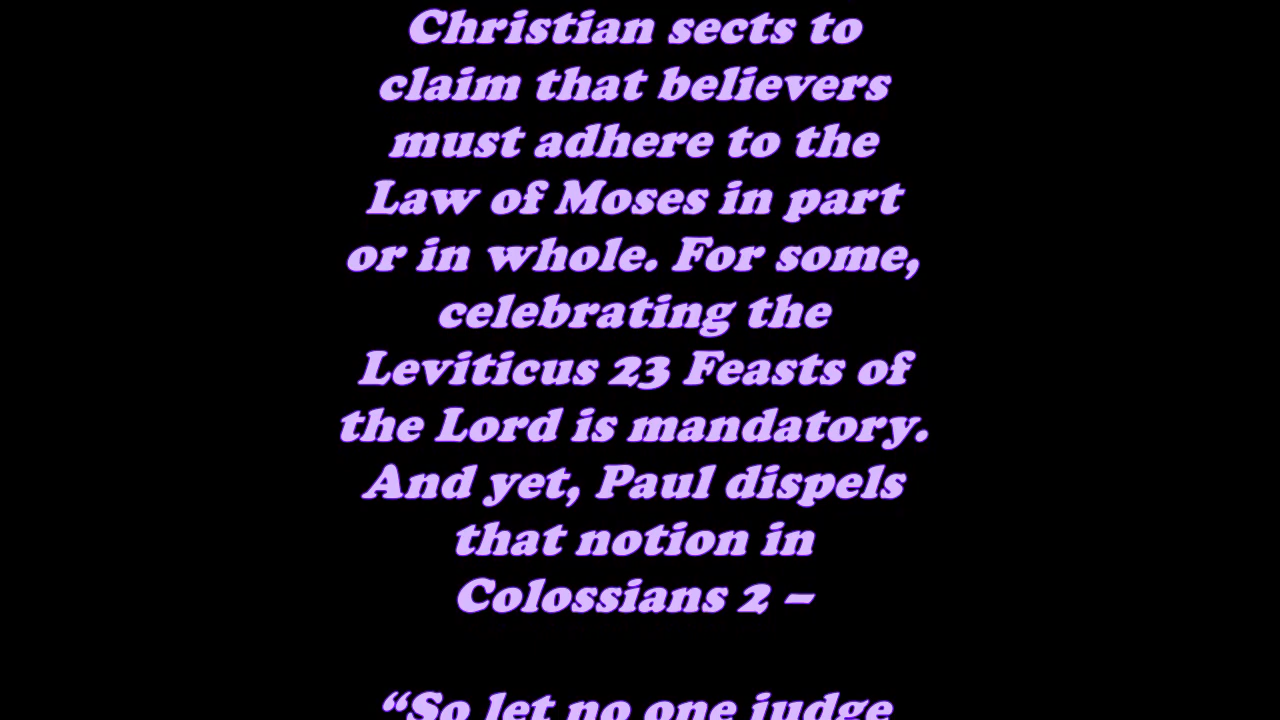 Christian sects to
claim that believers
must adhere to the
Law of Moses in part
or in whole. For some,
celebrating the
Leviticus 23 Feasts of
the Lord is mandatory.
And yet, Paul dispels
that notion in
Colossians 2 –
“So let no one judge